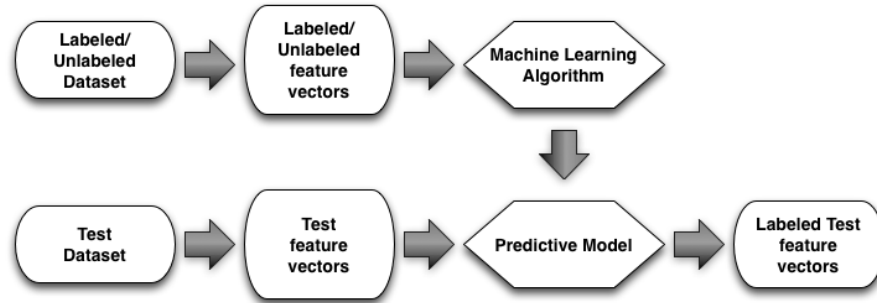 Labeled/
Unlabeled
Dataset
Labeled/
Unlabeled
feature
vectors
Machine Learning
Algorithm
Test
Dataset
Test
feature
vectors
Predictive Model
Labeled Test
feature
vectors